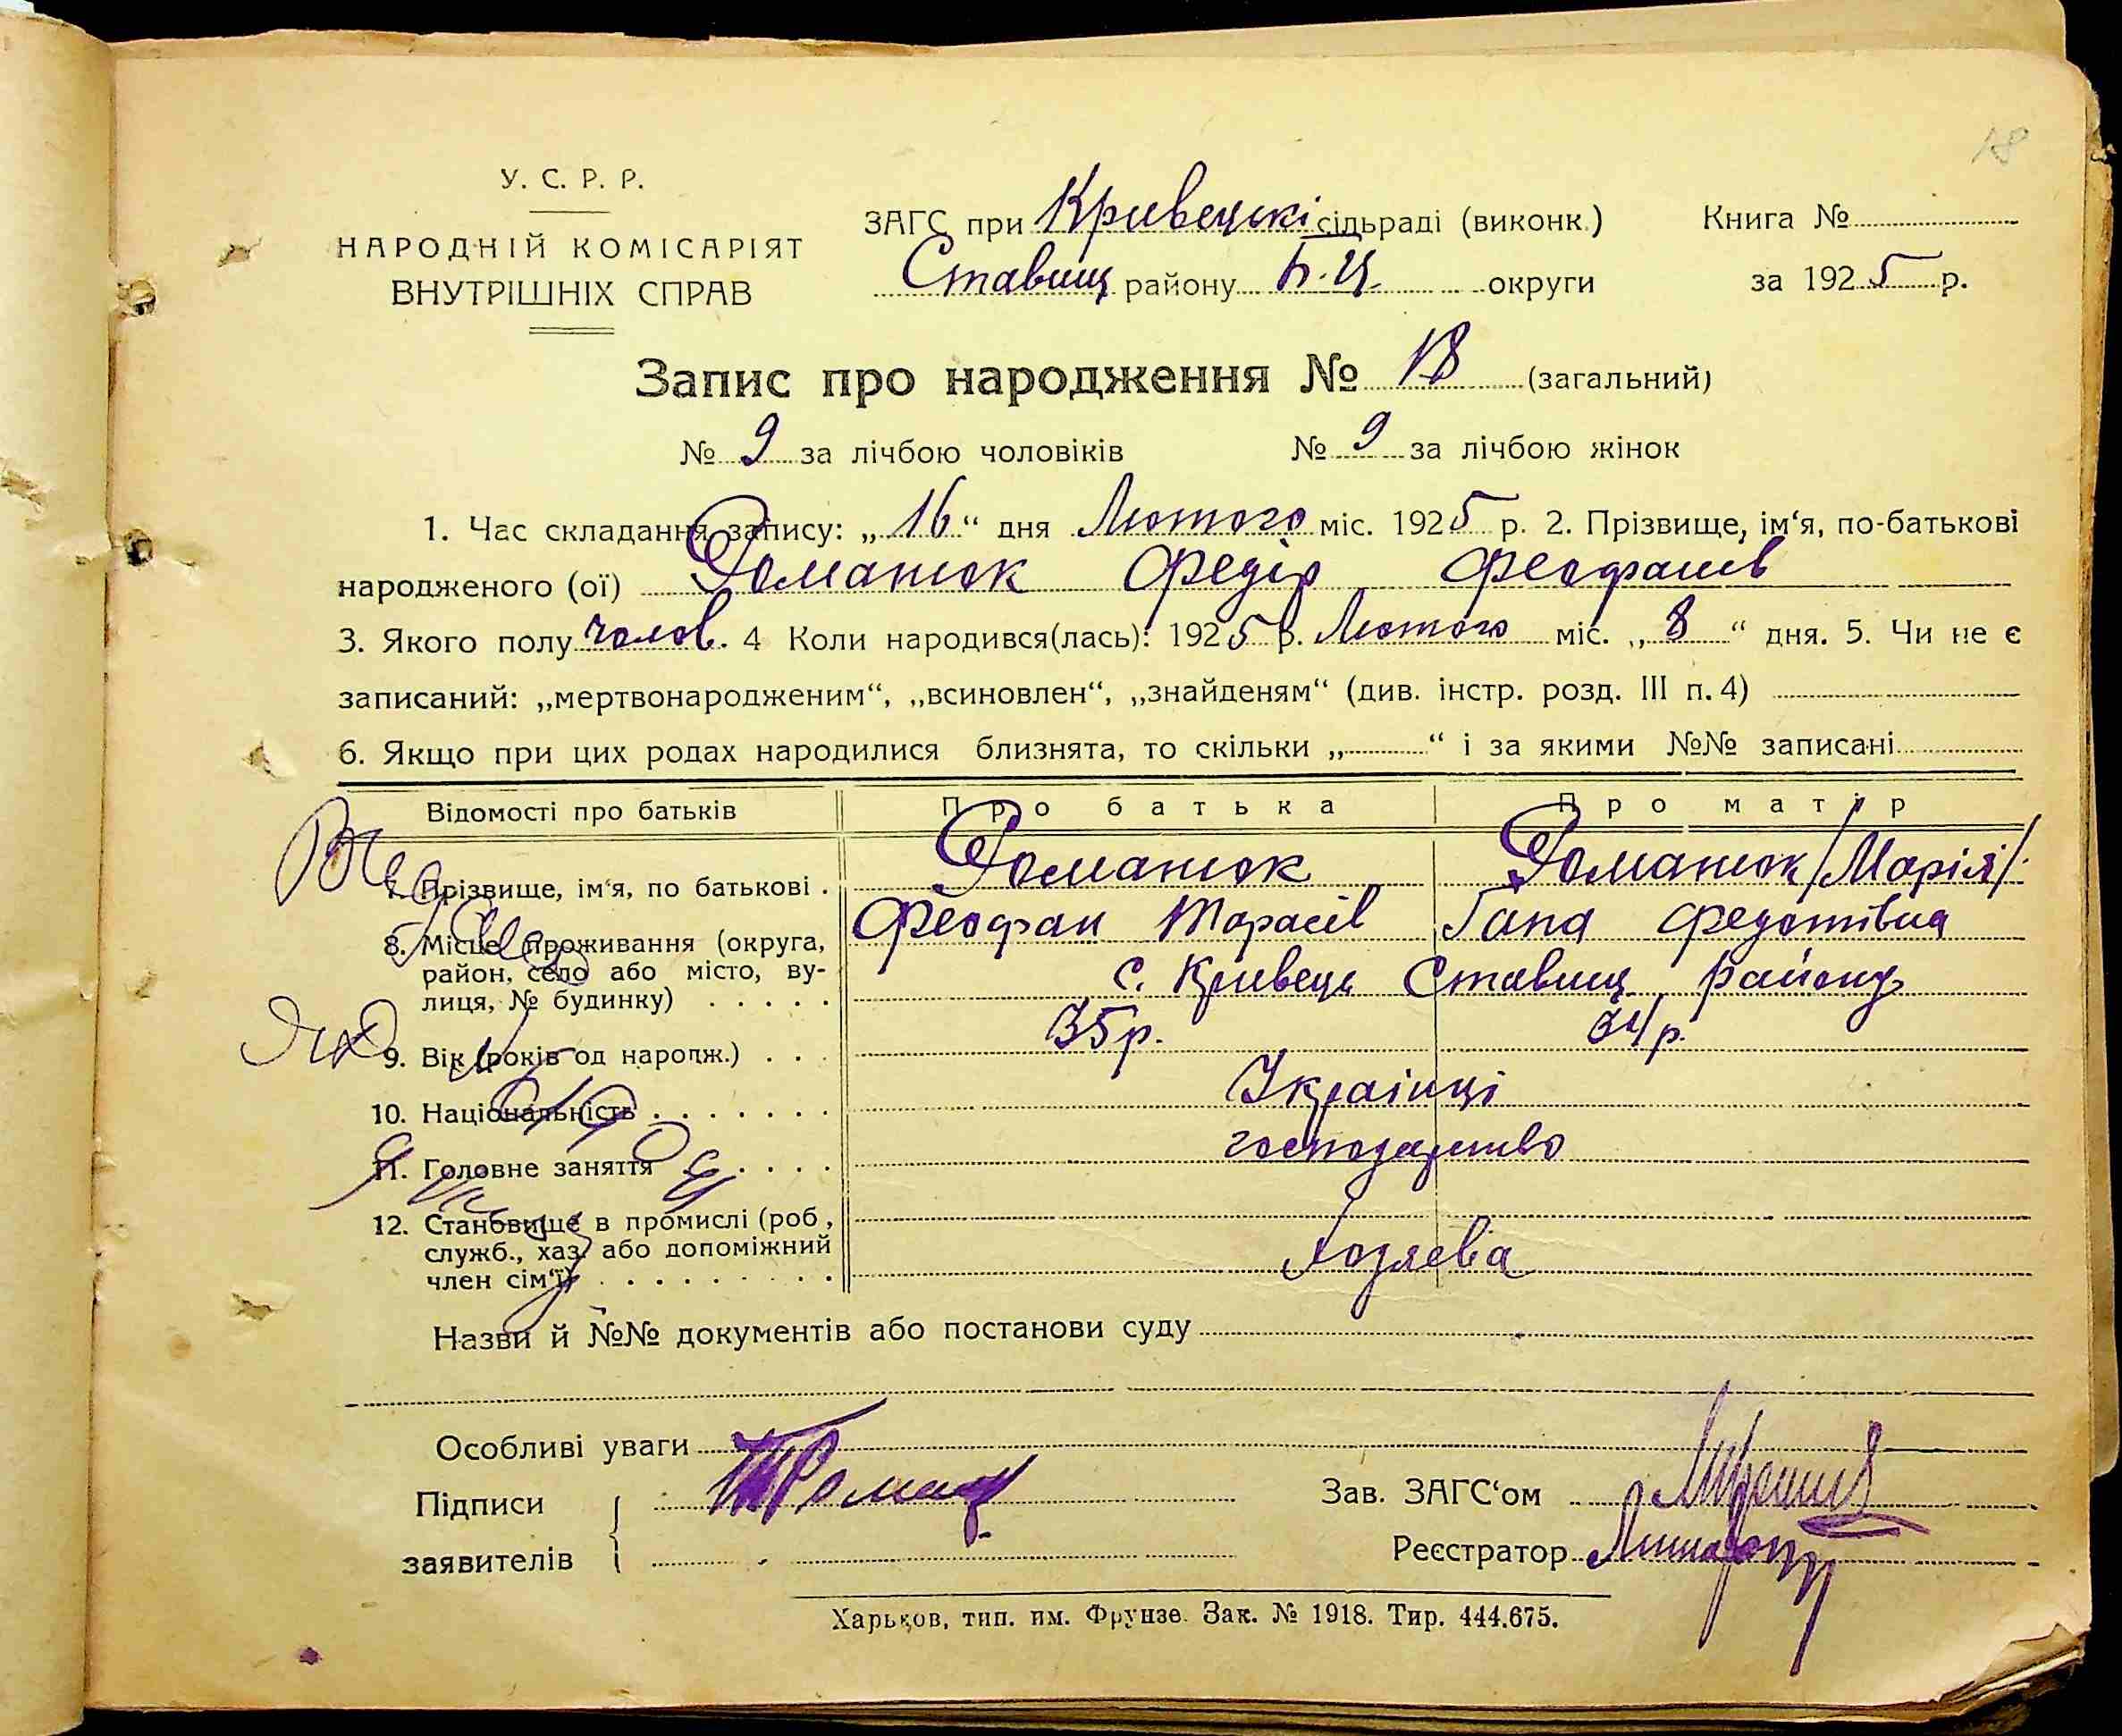 18
У. С. Р. Р.
НАРОДНІЙ КОМІСАРІЯТ
ВНУТРІШНІХ СПРАВ
ЗАГС при Кривецькі сільраді (виконк.) Книга №
Ставищ району Б.Ц. округи за 1925 р.
Запис про народження № 18 (загальний)
№ 9 за лічбою чоловіків № 9 за лічбою жінок
1. Час складання запису: „16“ дня Лютого міс. 1925 р. 2. Прізвище, ім‘я, по-батькові
народженого (ої) Романюк Федір Феофанів
3. Якого полу чолов. 4 Коли народився(лась): 1925 р. Лютого міс. „8“ дня. 5. Чи не є
записаний: „мертвонародженим“, „всиновлен“, „знайденям“ (див. інстр. розд. III п. 4)
6. Якщо при цих родах народилися близнята, то скільки „ “ і за якими №№ записані
Відомості про батьків Про батька Про матір
7. Прізвище, ім‘я, по батькові . Романюк Романюк /Марія/.
Феофан Тарасів Гапа Федотівна
8. Місце проживання (округа,
район, село або місто, ву-
лиця, № будинку) . . . . . с. Кривець Ставищ району
9. Вік (років од народж.) . . . 35 р. 34 р.
10. Національність . . . . . . . Українці
11. Головне заняття . . . . господарство
12. Становище в промислі (роб.,
служб., хаз. або допоміжний
член сім‘ї) . . . . . . . . Хозяева
Назви й №№ документів або постанови суду
Особливі уваги
Підписи
заявителів
Зав. ЗАГС‘ом
Реєстратор
Харьков, тип. им. Фрунзе. Зак. № 1918. Тир. 444.675.